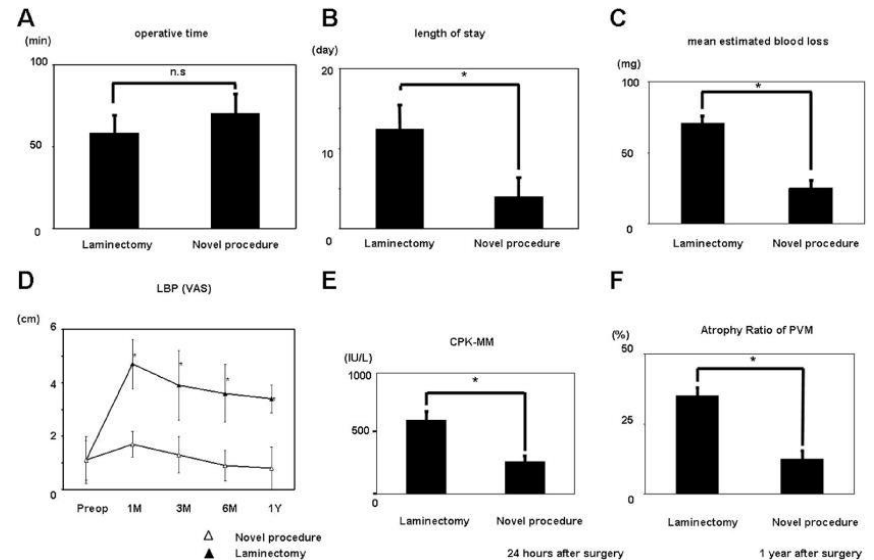 A
operative time
(min)
100
n.s
50
0
Laminectomy Novel procedure
B
length of stay
(day)
20
*
10
0
Laminectomy Novel procedure
C
mean estimated blood loss
(mg)
100
*
50
0
Laminectomy Novel procedure
D
LBP (VAS)
(cm)
6
* * * *
4
2
0
Preop 1M 3M 6M 1Y
△ Novel procedure
▲ Laminectomy
E
CPK-MM
(IU/L)
1000
*
500
0
Laminectomy Novel procedure
24 hours after surgery
F
Atrophy Ratio of PVM
(%)
50
*
25
0
Laminectomy Novel procedure
1 year after surgery